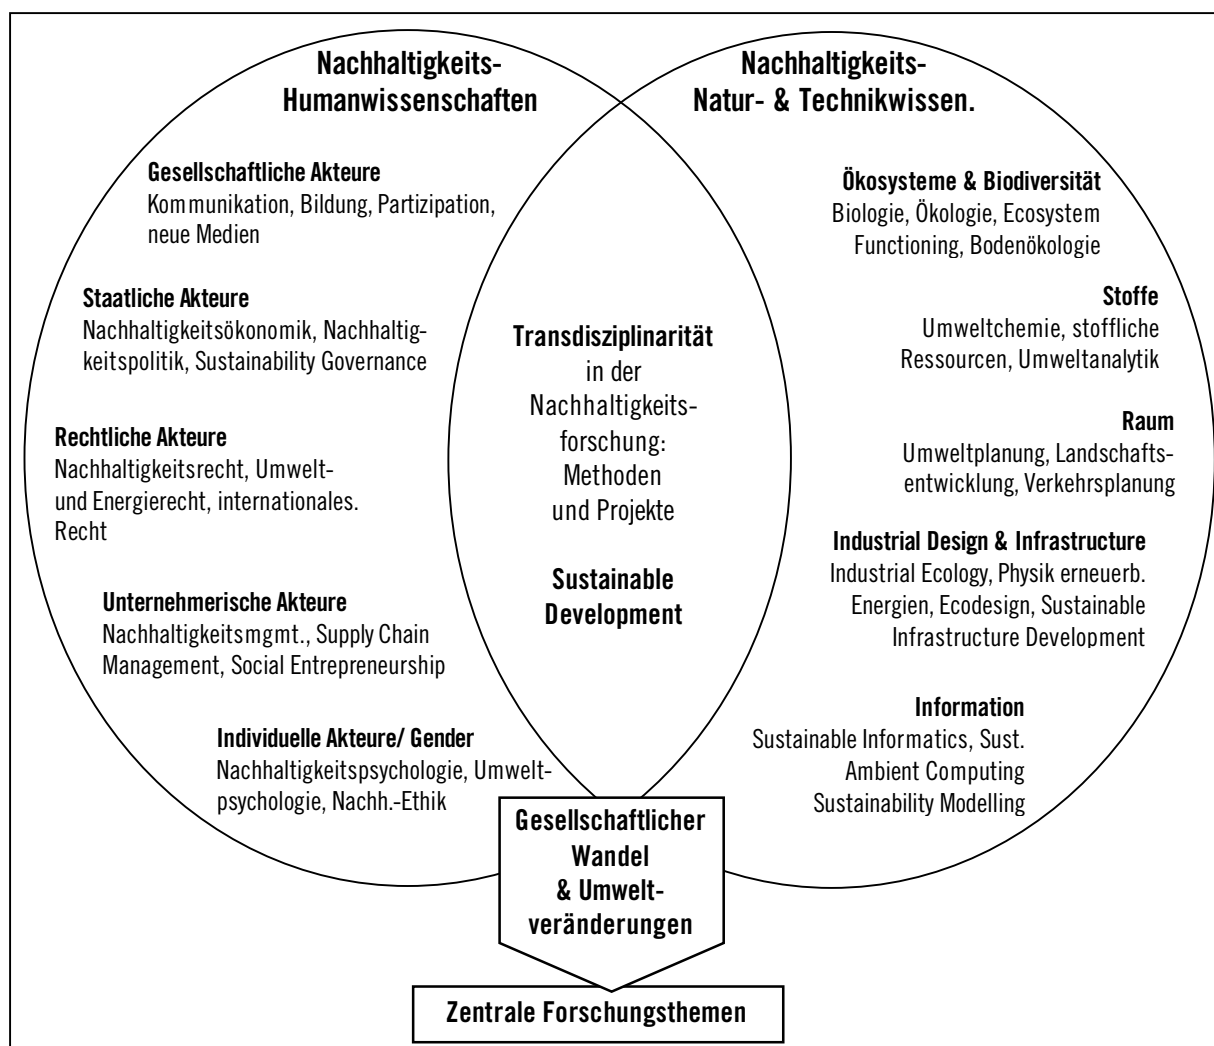 Nachhaltigkeits-
Humanwissenschaften
Gesellschaftliche Akteure
Kommunikation, Bildung, Partizipation,
neue Medien
Staatliche Akteure
Nachhaltigkeitsökonomik, Nachhaltig-
keitspolitik, Sustainability Governance
Rechtliche Akteure
Nachhaltigkeitsrecht, Umwelt-
und Energierecht, internationales.
Recht
Unternehmerische Akteure
Nachhaltigkeitsmgmt., Supply Chain
Management, Social Entrepreneurship
Individuelle Akteure/ Gender
Nachhaltigkeitspsychologie, Umwelt-
psychologie, Nachh.-Ethik
Transdisziplinarität
in der
Nachhaltigkeits-
forschung:
Methoden
und Projekte
Sustainable
Development
Nachhaltigkeits-
Natur- & Technikwissen.
Ökosysteme & Biodiversität
Biologie, Ökologie, Ecosystem
Functioning, Bodenökologie
Stoffe
Umweltchemie, stoffliche
Ressourcen, Umweltanalytik
Raum
Umweltplanung, Landschafts-
entwicklung, Verkehrsplanung
Industrial Design & Infrastructure
Industrial Ecology, Physik erneuerb.
Energien, Ecodesign, Sustainable
Infrastructure Development
Information
Sustainable Informatics, Sust.
Ambient Computing
Sustainability Modelling
Gesellschaftlicher
Wandel
& Umwelt-
veränderungen
Zentrale Forschungsthemen